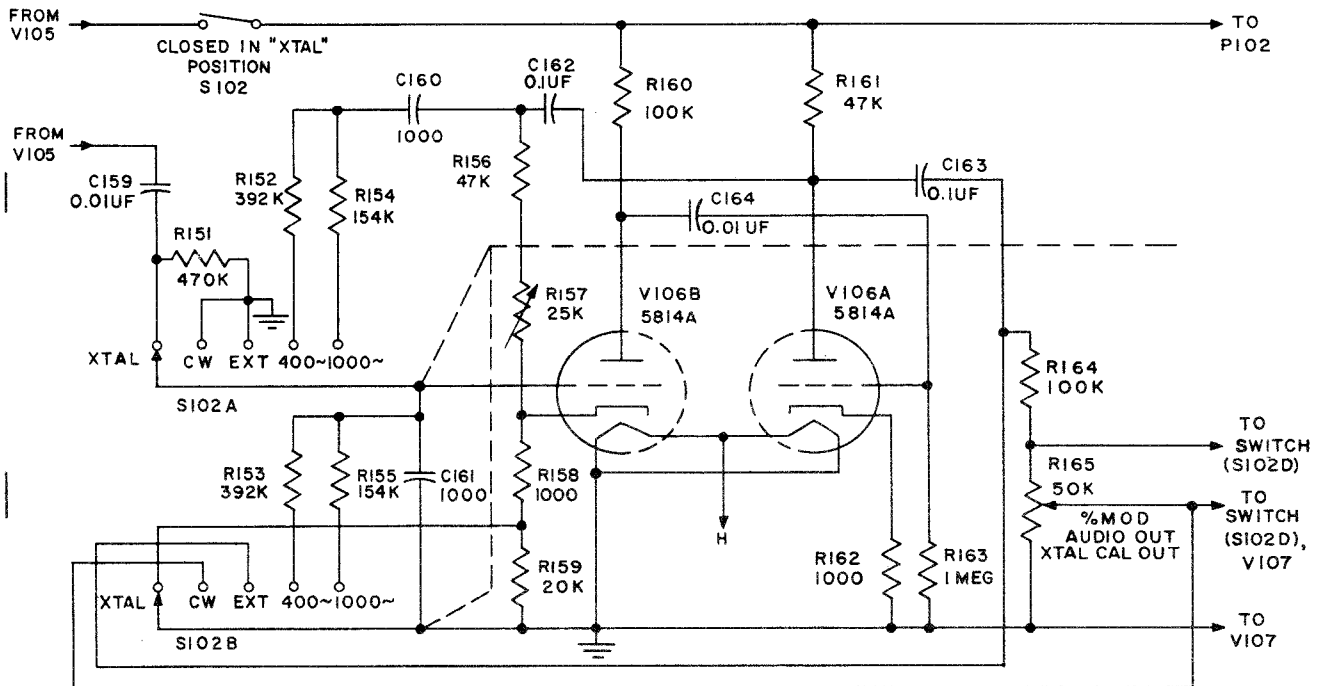 FROM
V105
CLOSED IN "XTAL"
POSITION
S102
TO
P102
FROM
V105
C159
0.01UF
R151
470K
R152
392K
R154
154K
C160
1000
C162
0.1UF
R156
47K
R160
100K
R161
47K
C163
0.1UF
C164
0.01UF
R157
25K
V106B
5814A
V106A
5814A
XTAL
CW
EXT
400~
1000~
S102A
R164
100K
TO
SWITCH
(S102D)
R153
392K
R155
154K
C161
1000
R158
1000
R165
50K
TO
SWITCH
(S102D),
V107
%MOD
AUDIO OUT
XTAL CAL OUT
H
R159
20K
R162
1000
R163
1MEG
XTAL
CW
EXT
400~
1000~
S102B
TO
V107